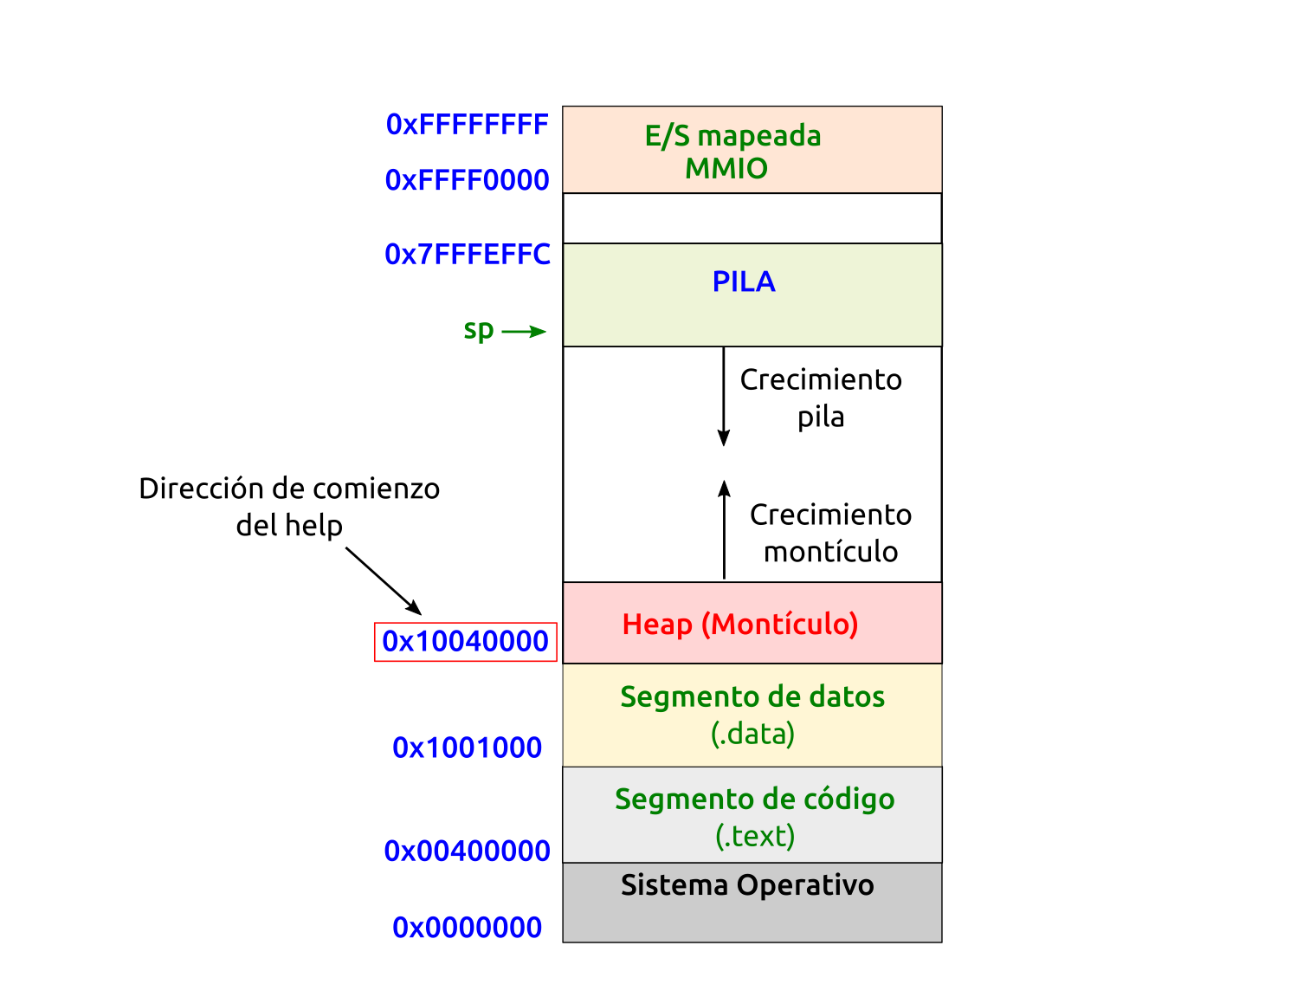 0xFFFFFFFF
E/S mapeada
MMIO
0xFFFF0000
0x7FFFEFFC
PILA
sp
Crecimiento
pila
Dirección de comienzo
del help
Crecimiento
montículo
0x10040000
Heap (Montículo)
Segmento de datos
(.data)
0x1001000
Segmento de código
(.text)
0x00400000
Sistema Operativo
0x0000000